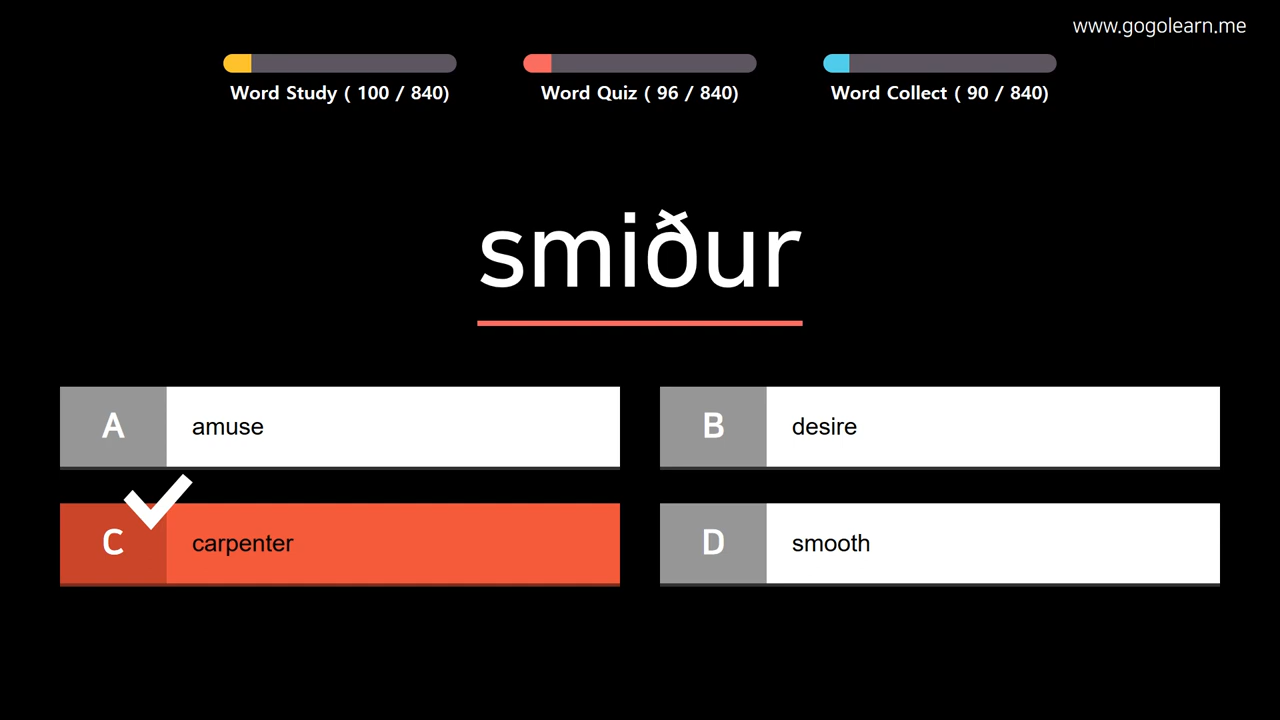 www.gogolearn.me
Word Study ( 100 / 840)
Word Quiz ( 96 / 840)
Word Collect ( 90 / 840)
smiður
A amuse
B desire
C carpenter
D smooth